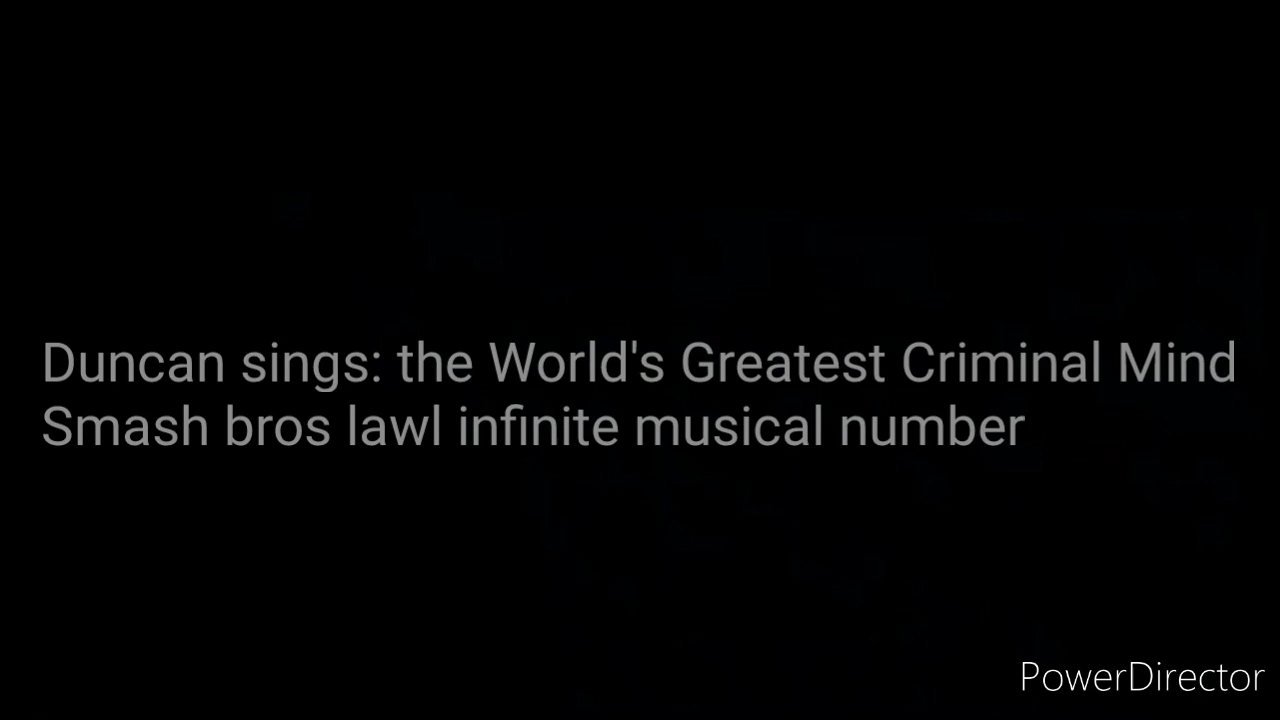 Duncan sings: the World's Greatest Criminal Mind
Smash bros lawl infinite musical number
PowerDirector